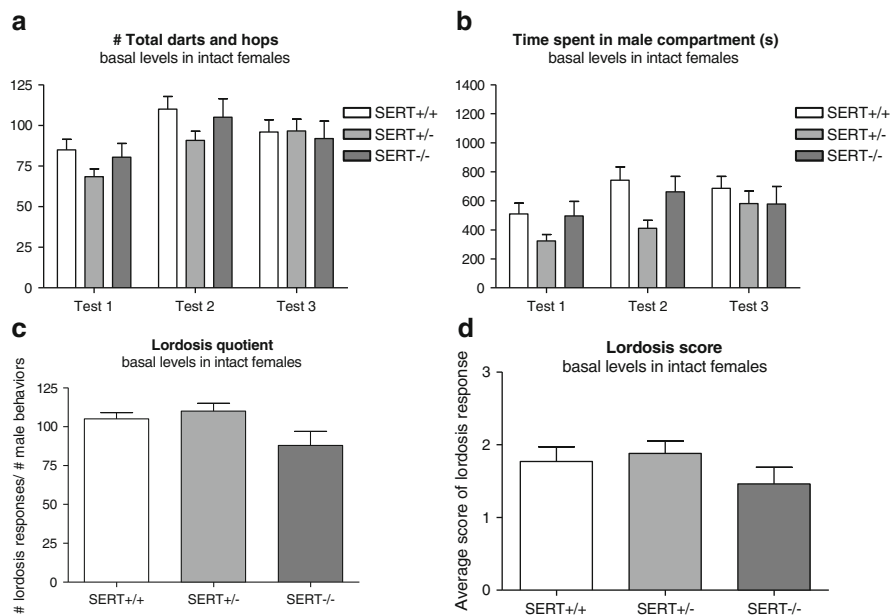 a
# Total darts and hops
basal levels in intact females
125
100
75
50
25
0
Test 1
Test 2
Test 3
SERT+/+
SERT+/-
SERT-/-
b
Time spent in male compartment (s)
basal levels in intact females
1400
1200
1000
800
600
400
200
0
Test 1
Test 2
Test 3
SERT+/+
SERT+/-
SERT-/-
c
Lordosis quotient
basal levels in intact females
# lordosis responses/ # male behaviors
125
100
75
50
25
0
SERT+/+
SERT+/-
SERT-/-
d
Lordosis score
basal levels in intact females
Average score of lordosis response
3
2
1
0
SERT+/+
SERT+/-
SERT-/-